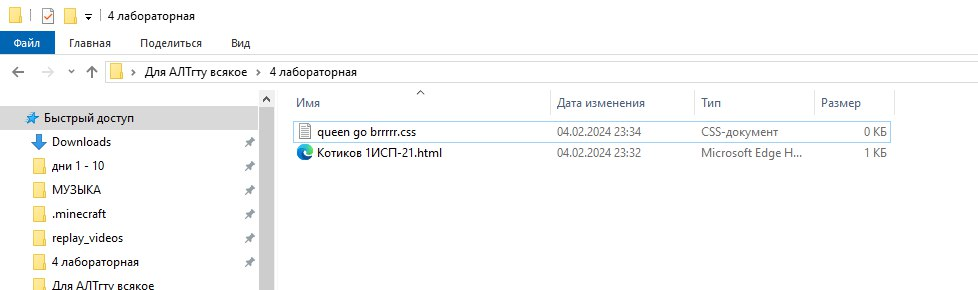 4 лабораторная
Файл Главная Поделиться Вид
Для АЛТгту всякое 4 лабораторная
Имя Дата изменения Тип Размер
Быстрый доступ
queen go brrrrr.css 04.02.2024 23:34 CSS-документ 0 КБ
Downloads
Котиков 1ИСП-21.html 04.02.2024 23:32 Microsoft Edge H... 1 КБ
дни 1 - 10
МУЗЫКА
.minecraft
replay_videos
4 лабораторная
Для АЛТгту всякое